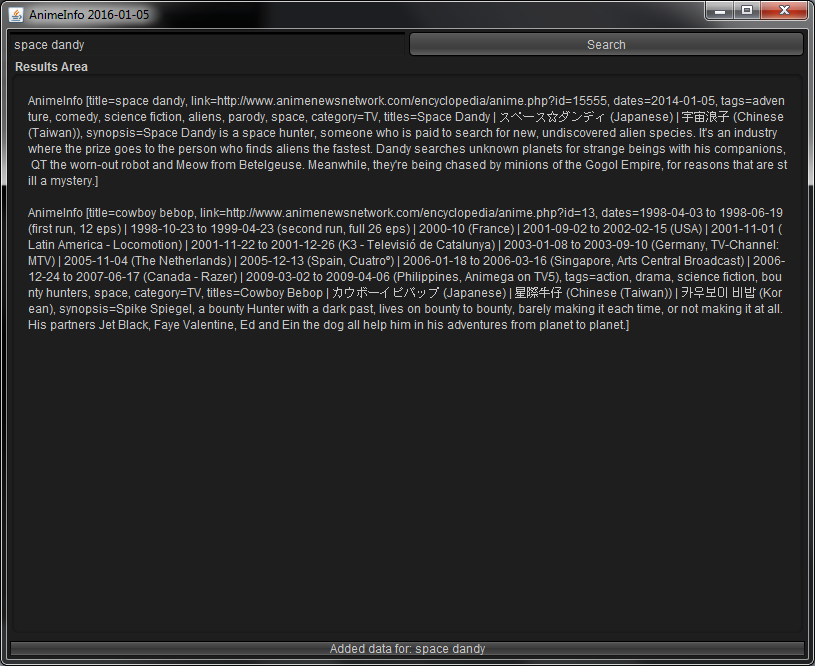 AnimeInfo 2016-01-05
space dandy
Search
Results Area
AnimeInfo [title=space dandy, link=http://www.animenewsnetwork.com/encyclopedia/anime.php?id=15555, dates=2014-01-05, tags=adven
ture, comedy, science fiction, aliens, parody, space, category=TV, titles=Space Dandy | スペース☆ダンディ (Japanese) | 宇宙浪子 (Chinese
(Taiwan)), synopsis=Space Dandy is a space hunter, someone who is paid to search for new, undiscovered alien species. It's an industry
where the prize goes to the person who finds aliens the fastest. Dandy searches unknown planets for strange beings with his companions,
QT the worn-out robot and Meow from Betelgeuse. Meanwhile, they're being chased by minions of the Gogol Empire, for reasons that are st
ill a mystery.]
AnimeInfo [title=cowboy bebop, link=http://www.animenewsnetwork.com/encyclopedia/anime.php?id=13, dates=1998-04-03 to 1998-06-19
(first run, 12 eps) | 1998-10-23 to 1999-04-23 (second run, full 26 eps) | 2000-10 (France) | 2001-09-02 to 2002-02-15 (USA) | 2001-11-01 (
Latin America - Locomotion) | 2001-11-22 to 2001-12-26 (K3 - Televisió de Catalunya) | 2003-01-08 to 2003-09-10 (Germany, TV-Channel:
MTV) | 2005-11-04 (The Netherlands) | 2005-12-13 (Spain, Cuatroº) | 2006-01-18 to 2006-03-16 (Singapore, Arts Central Broadcast) | 2006-
12-24 to 2007-06-17 (Canada - Razer) | 2009-03-02 to 2009-04-06 (Philippines, Animega on TV5), tags=action, drama, science fiction, bou
nty hunters, space, category=TV, titles=Cowboy Bebop | カウボーイビバップ (Japanese) | 星際牛仔 (Chinese (Taiwan)) | 카우보이 비밥 (Kor
ean), synopsis=Spike Spiegel, a bounty Hunter with a dark past, lives on bounty to bounty, barely making it each time, or not making it at all.
His partners Jet Black, Faye Valentine, Ed and Ein the dog all help him in his adventures from planet to planet.]
Added data for: space dandy